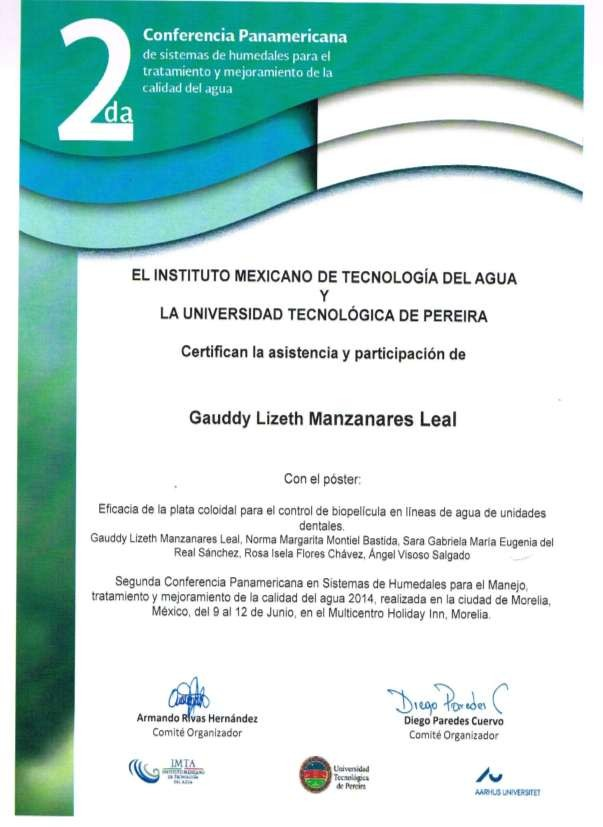 2da
Conferencia Panamericana
de sistemas de humedales para el
tratamiento y mejoramiento de la
calidad del agua
EL INSTITUTO MEXICANO DE TECNOLOGÍA DEL AGUA
Y
LA UNIVERSIDAD TECNOLÓGICA DE PEREIRA
Certifican la asistencia y participación de
Gauddy Lizeth Manzanares Leal
Con el póster:
Eficacia de la plata coloidal para el control de biopelícula en líneas de agua de unidades
dentales.
Gauddy Lizeth Manzanares Leal, Norma Margarita Montiel Bastida, Sara Gabriela María Eugenia del
Real Sánchez, Rosa Isela Flores Chávez, Ángel Visoso Salgado
Segunda Conferencia Panamericana en Sistemas de Humedales para el Manejo,
tratamiento y mejoramiento de la calidad del agua 2014, realizada en la ciudad de Morelia,
México, del 9 al 12 de Junio, en el Multicentro Holiday Inn, Morelia.
Diego Paredes C
Armando Rivas Hernández
Comité Organizador
Diego Paredes Cuervo
Comité Organizador
IMTA
INSTITUTO MEXICANO
DE TECNOLOGÍA
DEL AGUA
Universidad
Tecnológica
de Pereira
AARHUS UNIVERSITET